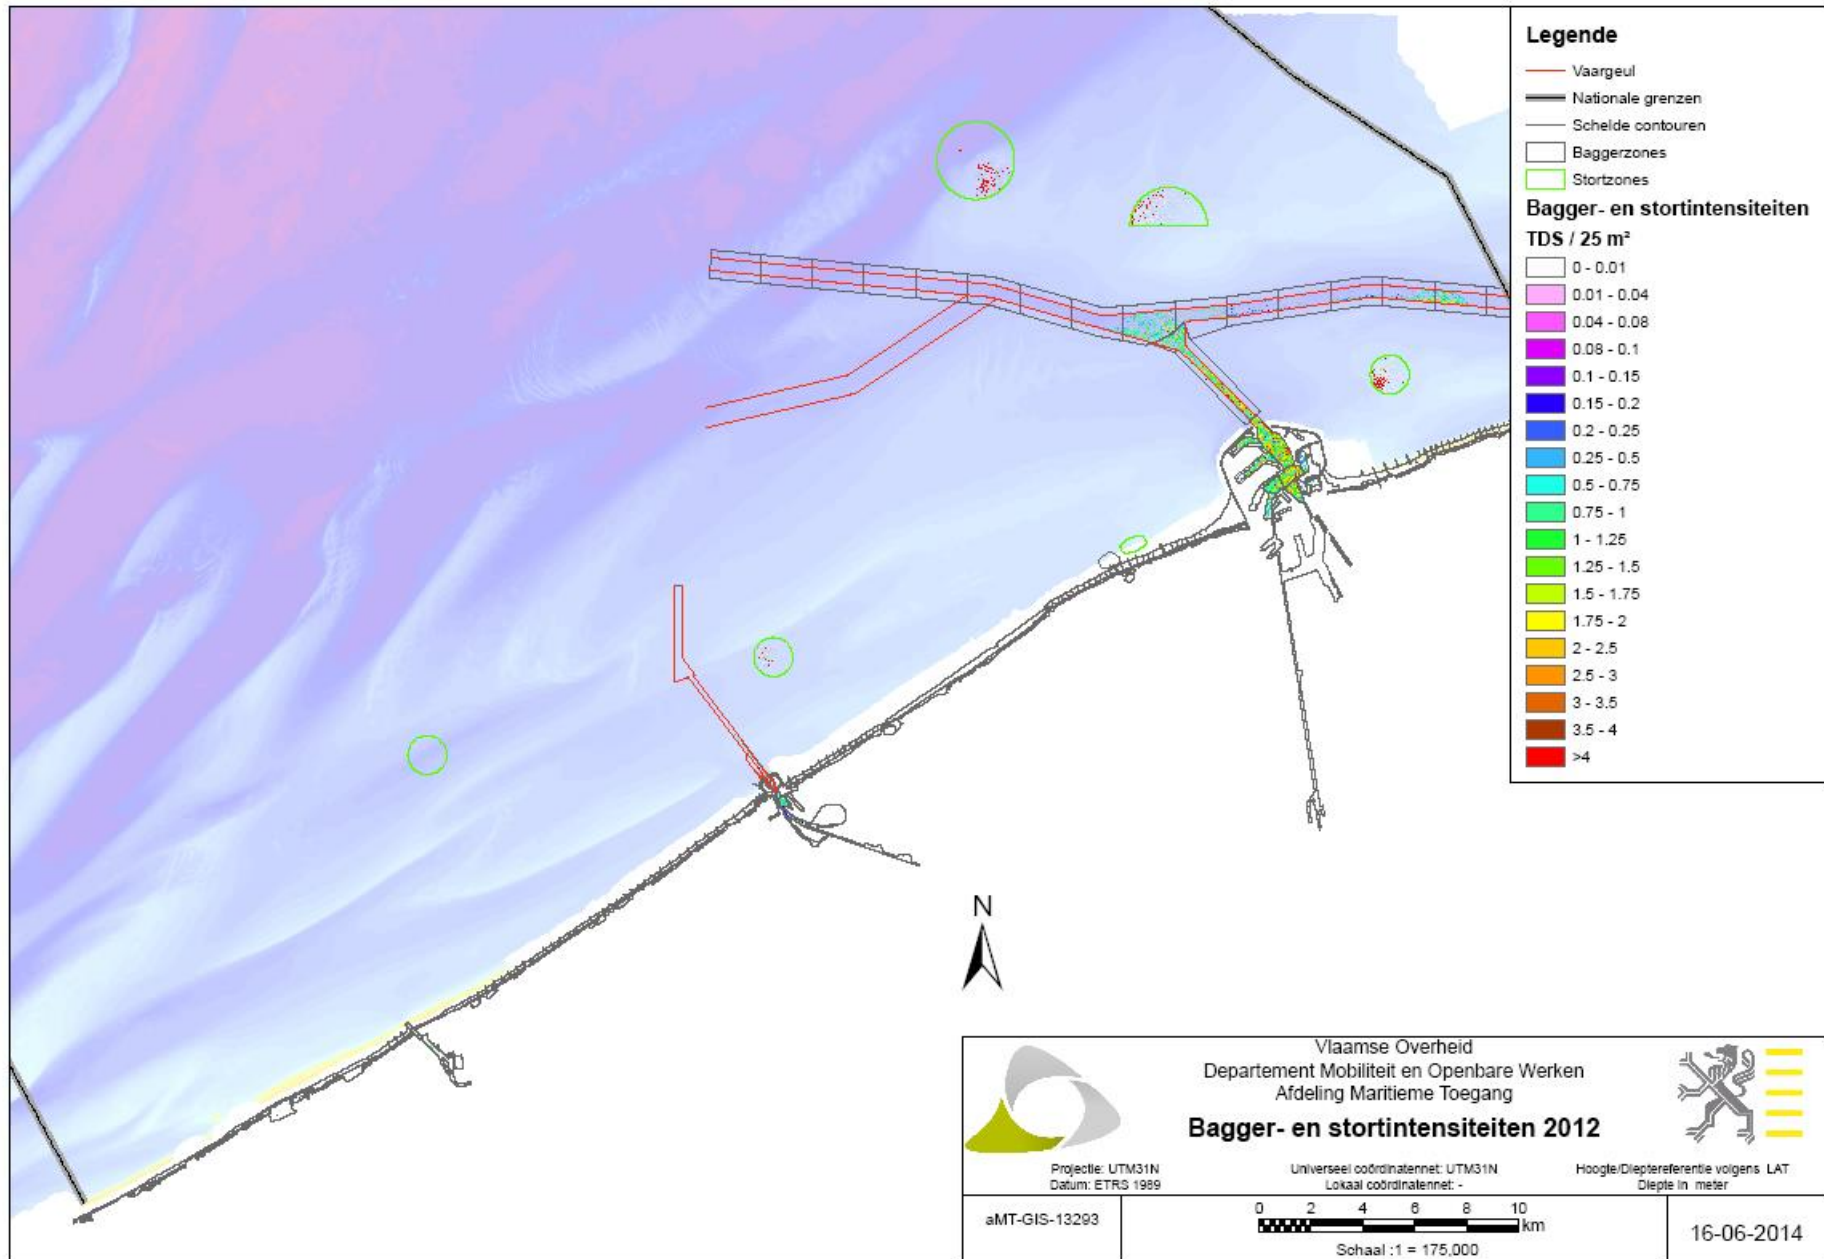 Legende
Vaargeul
Nationale grenzen
Schelde contouren
Baggerzones
Stortzones
Bagger- en stortintensiteiten
TDS / 25 m²
0 - 0.01
0.01 - 0.04
0.04 - 0.08
0.08 - 0.1
0.1 - 0.15
0.15 - 0.2
0.2 - 0.25
0.25 - 0.5
0.5 - 0.75
0.75 - 1
1 - 1.25
1.25 - 1.5
1.5 - 1.75
1.75 - 2
2 - 2.5
2.5 - 3
3 - 3.5
3.5 - 4
>4
N
Vlaamse Overheid
Departement Mobiliteit en Openbare Werken
Afdeling Maritieme Toegang
Bagger- en stortintensiteiten 2012
Projectie: UTM31N
Datum: ETRS 1989
Universeel coördinatennet: UTM31N
Lokaal coördinatennet: -
Hoogte/Dieptereferentie volgens LAT
Diepte in meter
aMT-GIS-13293
0 2 4 6 8 10
km
Schaal :1 = 175,000
16-06-2014